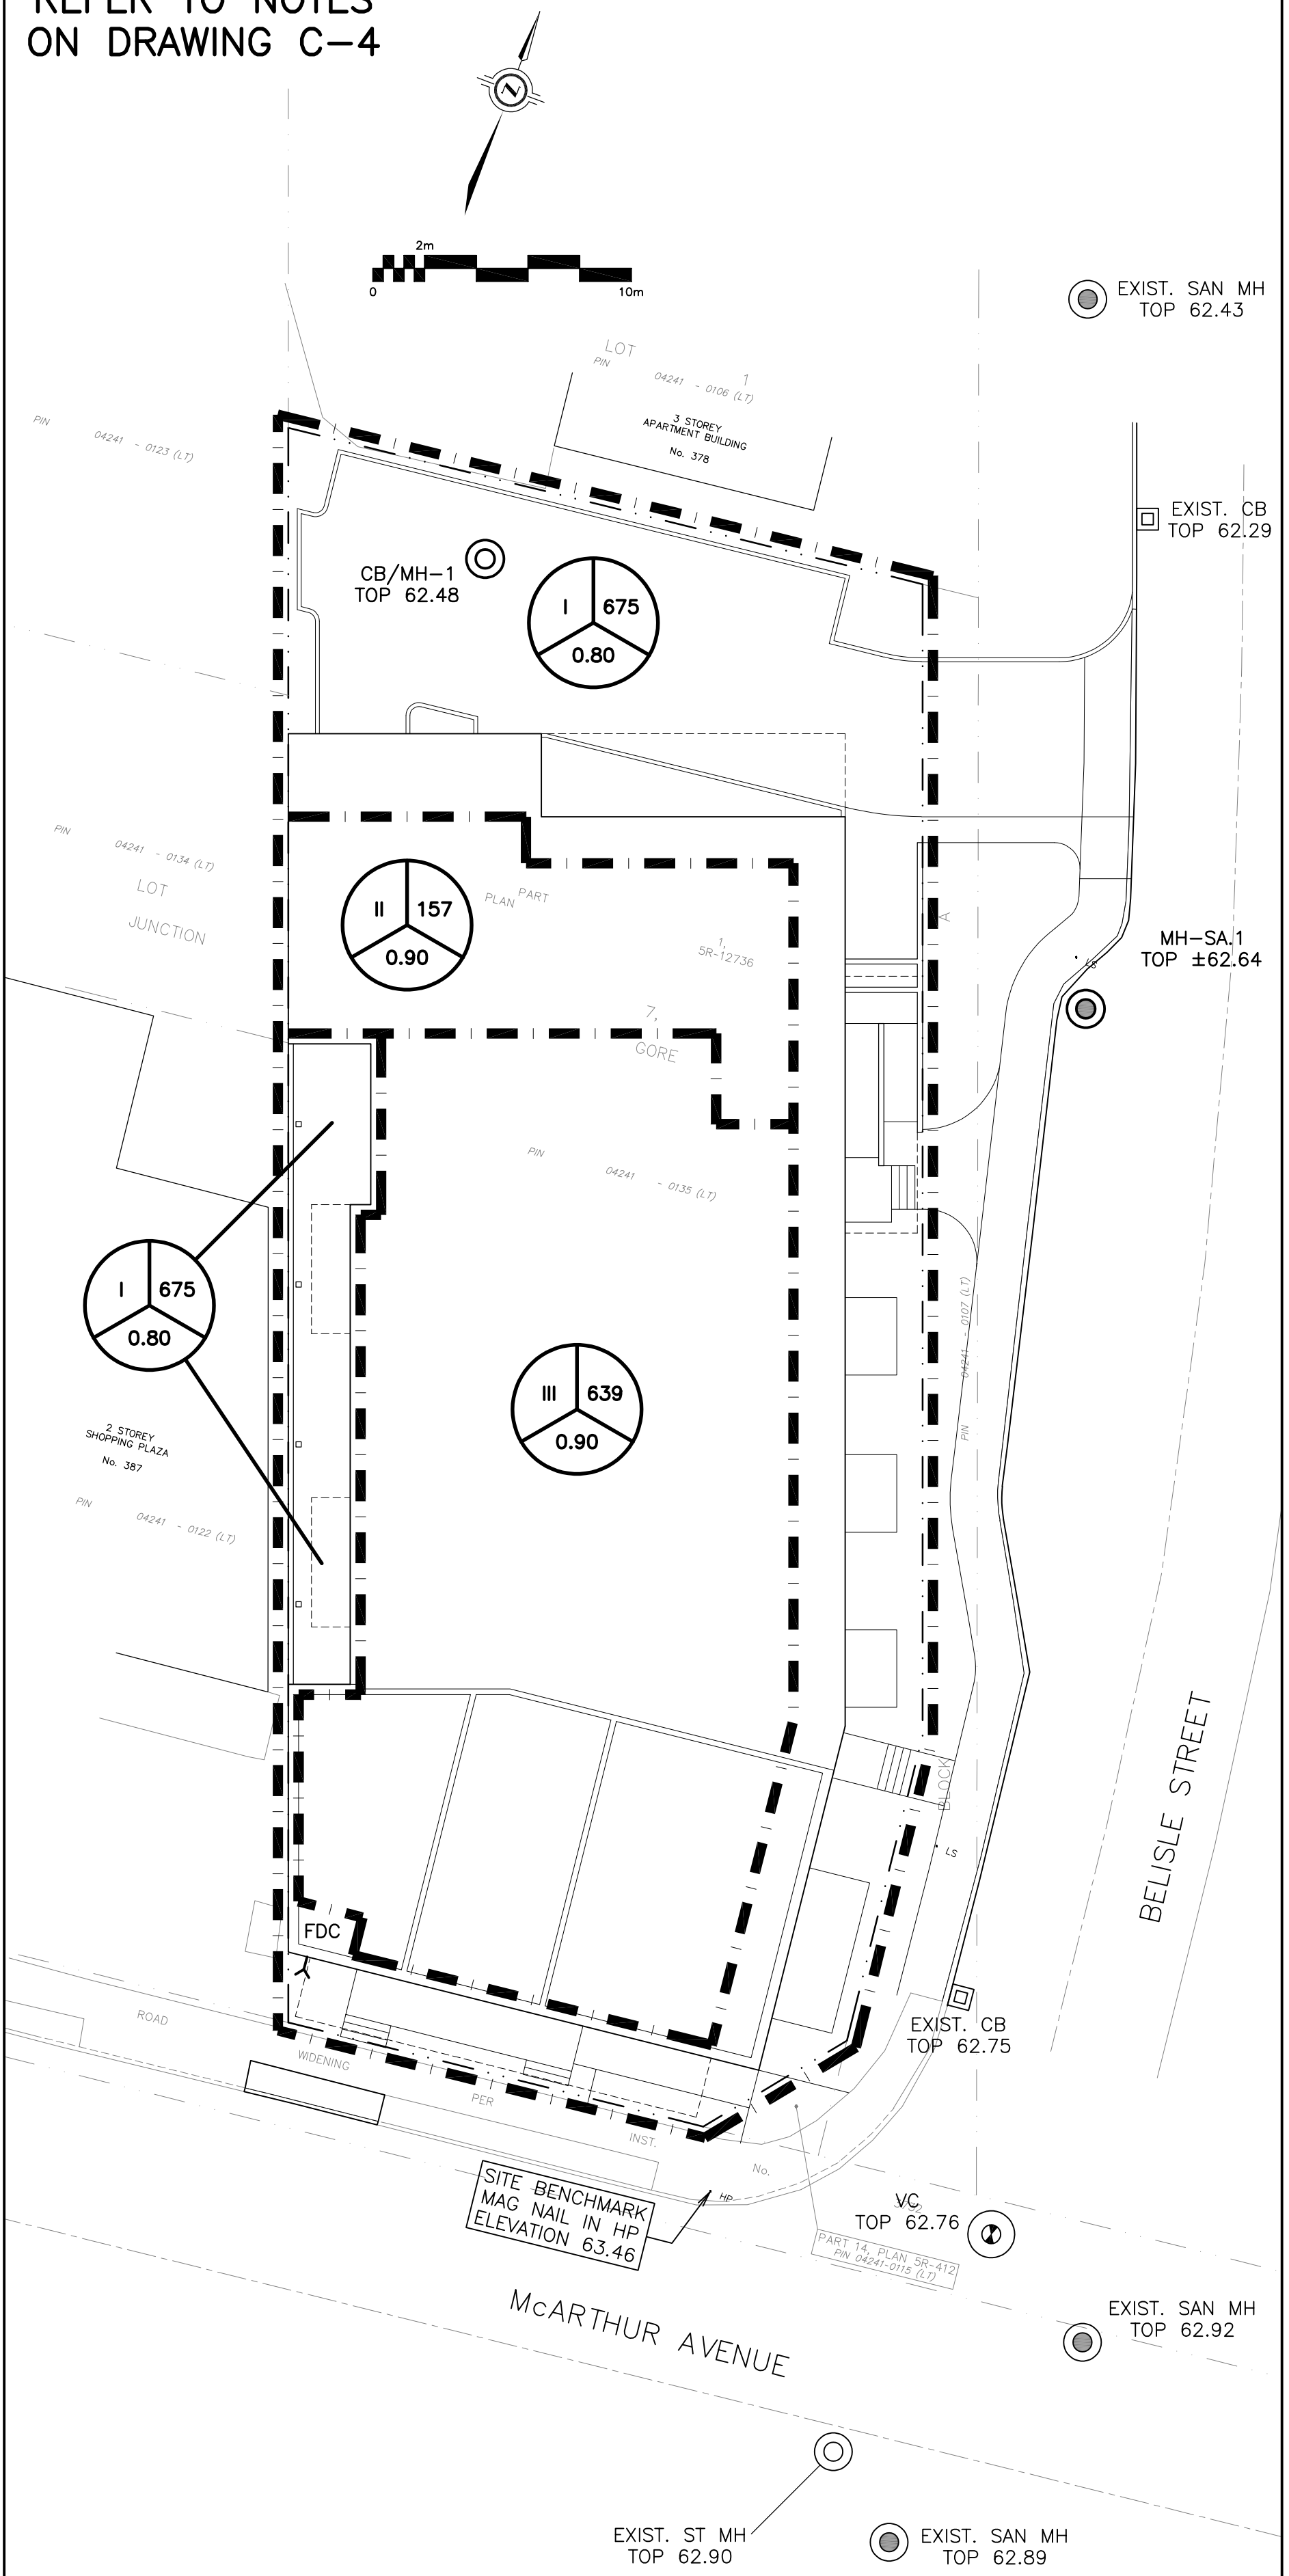 REFER TO NOTES
ON DRAWING C-4
N
2m
0
10m
EXIST. SAN MH
TOP 62.43
LOT
1
PIN
04241 - 0106 (LT)
3 STOREY
APARTMENT BUILDING
No. 378
PIN
04241 - 0123 (LT)
EXIST. CB
TOP 62.29
CB/MH-1
TOP 62.48
I
675
0.80
PIN
04241 - 0134 (LT)
LOT
JUNCTION
II
157
0.90
PLAN
PART
1,
5R-12736
A
MH-SA.1
TOP ±62.64
LS
7,
GORE
PIN
04241 - 0135 (LT)
I
675
0.80
PIN
04241 - 0107 (LT)
III
639
0.90
2 STOREY
SHOPPING PLAZA
No. 387
PIN
04241 - 0122 (LT)
BELISLE STREET
BLOCK
LS
FDC
EXIST. CB
TOP 62.75
ROAD
WIDENING
PER
INST.
No.
HP
SITE BENCHMARK
MAG NAIL IN HP
ELEVATION 63.46
VC
TOP 62.76
PART 14, PLAN 5R-412
PIN 04241-0115 (LT)
McARTHUR AVENUE
EXIST. SAN MH
TOP 62.92
EXIST. ST MH
TOP 62.90
EXIST. SAN MH
TOP 62.89